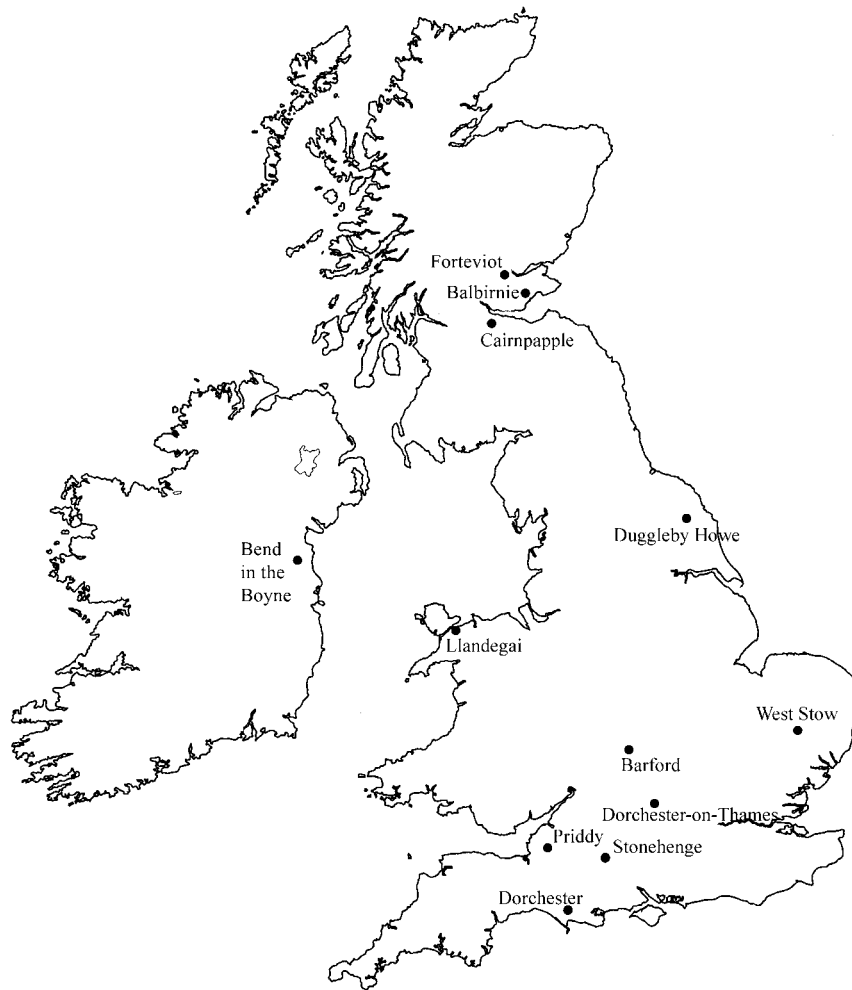 Forteviot
Balbirnie
Cairnpapple
Duggleby Howe
Bend
in the
Boyne
Llandegai
West Stow
Barford
Dorchester-on-Thames
Priddy
Stonehenge
Dorchester